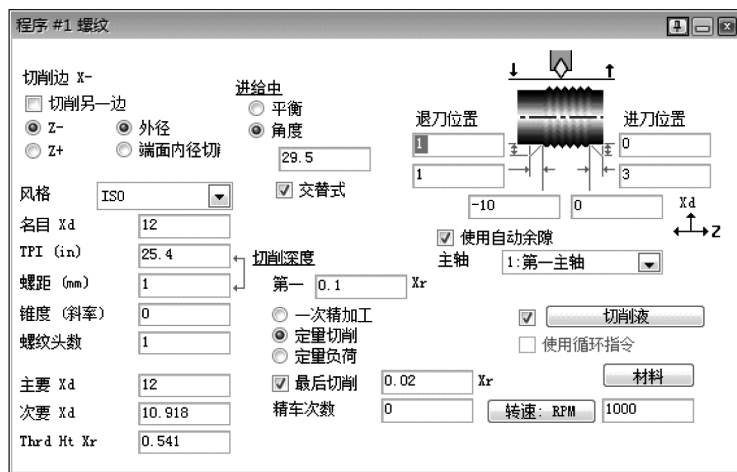 程序 #1 螺纹
切削边 X-
切削另一边
Z-
外径
Z+
端面内径切削
风格
ISO
名目 Xd
12
TPI (in)
25.4
螺距 (mm)
1
锥度 (斜率)
0
螺纹头数
1
主要 Xd
12
次要 Xd
10.918
Thrd Ht Xr
0.541
进给中
平衡
角度
29.5
交替式
切削深度
第一
0.1
Xr
一次精加工
定量切削
定量负荷
最后切削
0.02
Xr
精车次数
0
退刀位置
1
1
进刀位置
0
3
-10
0
Xd
Z
使用自动余隙
主轴
1:第一主轴
切削液
使用循环指令
材料
转速: RPM
1000